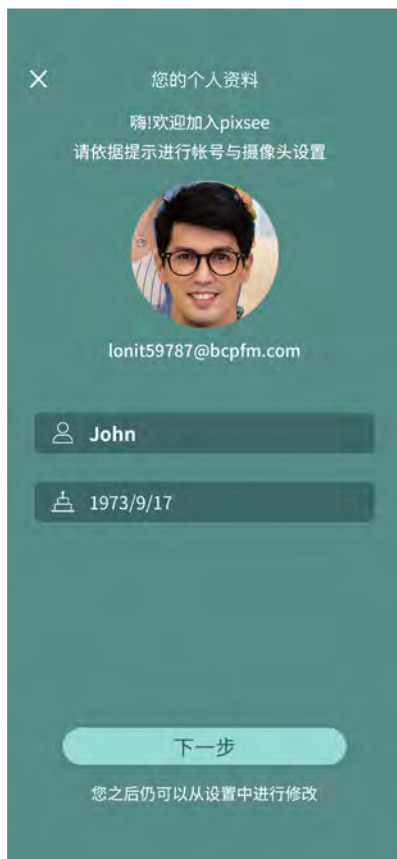 您的个人资料
嗨!欢迎加入pixsee
请依据提示进行帐号与摄像头设置
lonit59787@bcpfm.com
John
1973/9/17
下一步
您之后仍可以从设置中进行修改